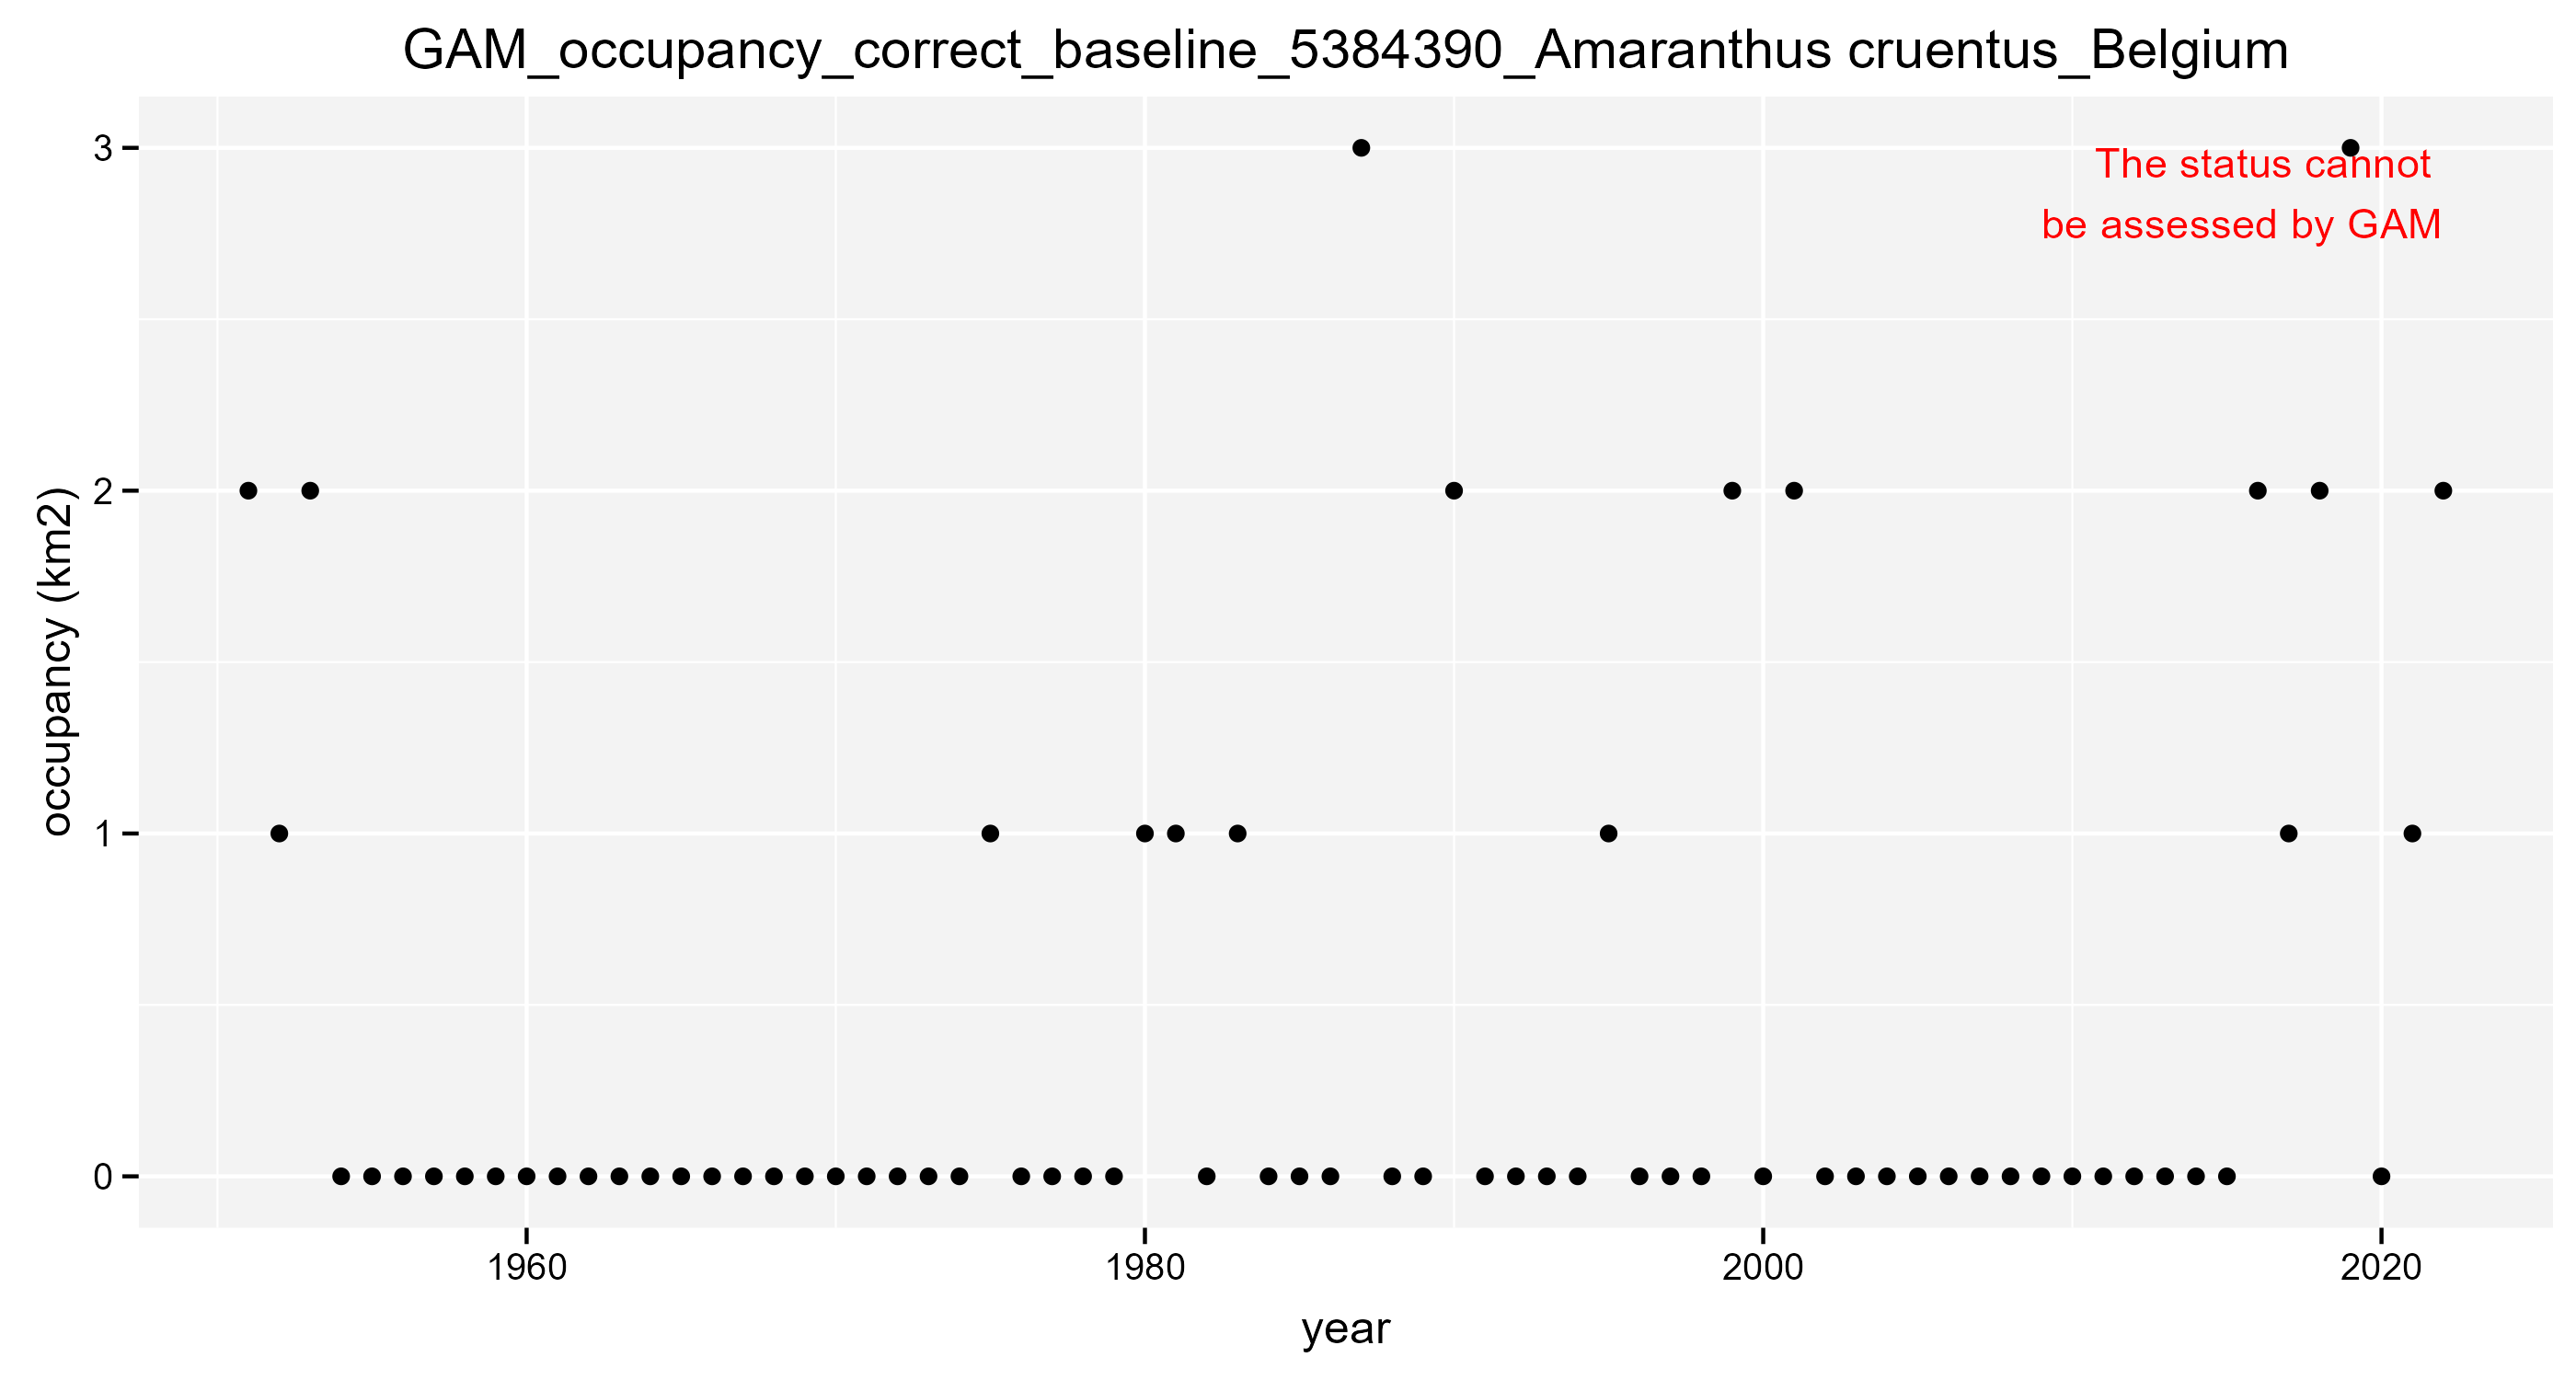 GAM_occupancy_correct_baseline_5384390_Amaranthus cruentus_Belgium
3
The status cannot
be assessed by GAM
2
occupancy (km2)
1
0
1960
1980
2000
2020
year